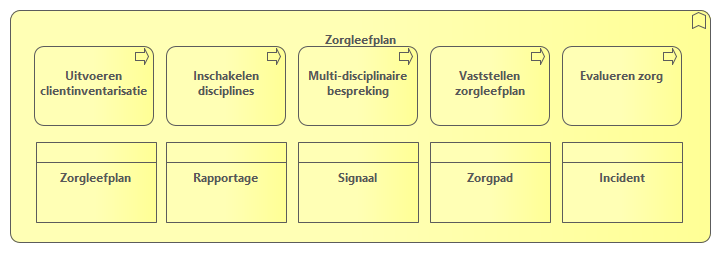 Zorgleefplan
Uitvoeren
clientinventarisatie
Inschakelen
disciplines
Multi-disciplinaire
bespreking
Vaststellen
zorgleefplan
Evalueren zorg
Zorgleefplan
Rapportage
Signaal
Zorgpad
Incident